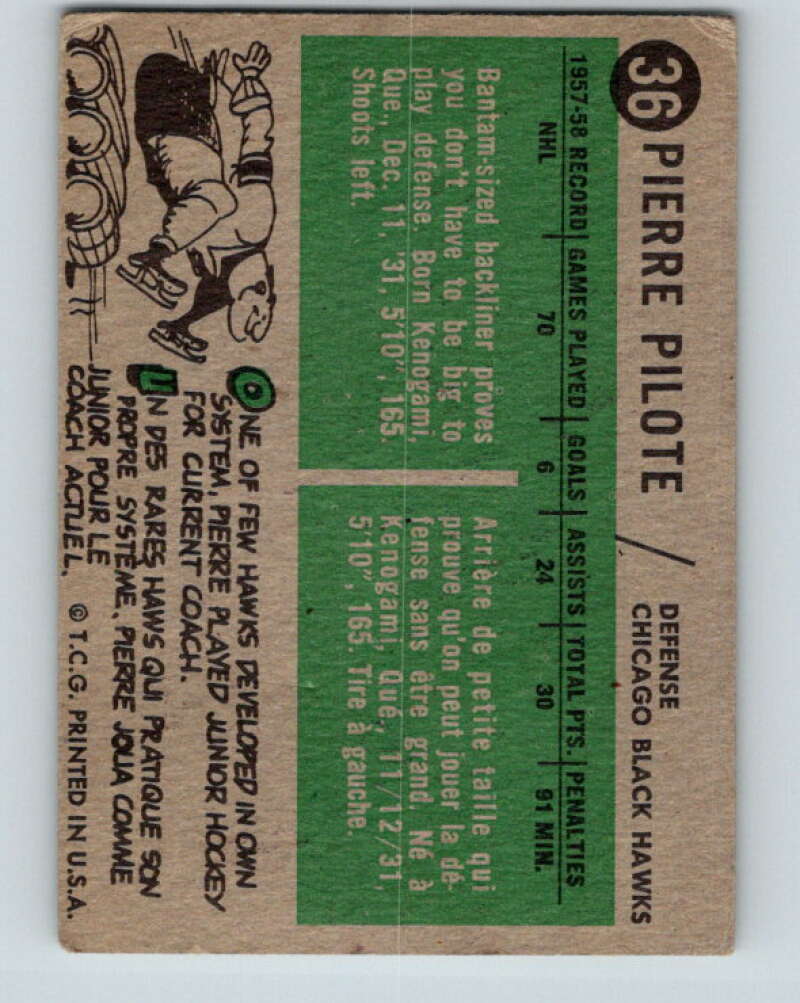 36 PIERRE PILOTE
DEFENSE
CHICAGO BLACK HAWKS
1957-58 RECORD GAMES PLAYED GOALS ASSISTS TOTAL PTS. PENALTIES
NHL 70 6 24 30 91 MIN.
Bantam-sized backliner proves
you don't have to be big to
play defense. Born Kenogami,
Que., Dec. 11, '31, 5'10", 165.
Shoots left.
Arrière de petite taille qui
prouve qu'on peut jouer la dé-
fense sans être grand. Né à
Kenogami, Qué., 11/12/31,
5'10", 165. Tire à gauche.
ONE OF FEW HAWKS DEVELOPED IN OWN
SYSTEM, PIERRE PLAYED JUNIOR HOCKEY
FOR CURRENT COACH.
UN DES RARES HAWS QUI PRATIQUE SON
PROPRE SYSTÈME, PIERRE JOUA COMME
JUNIOR POUR LE
COACH ACTUEL.
© T.C.G. PRINTED IN U.S.A.